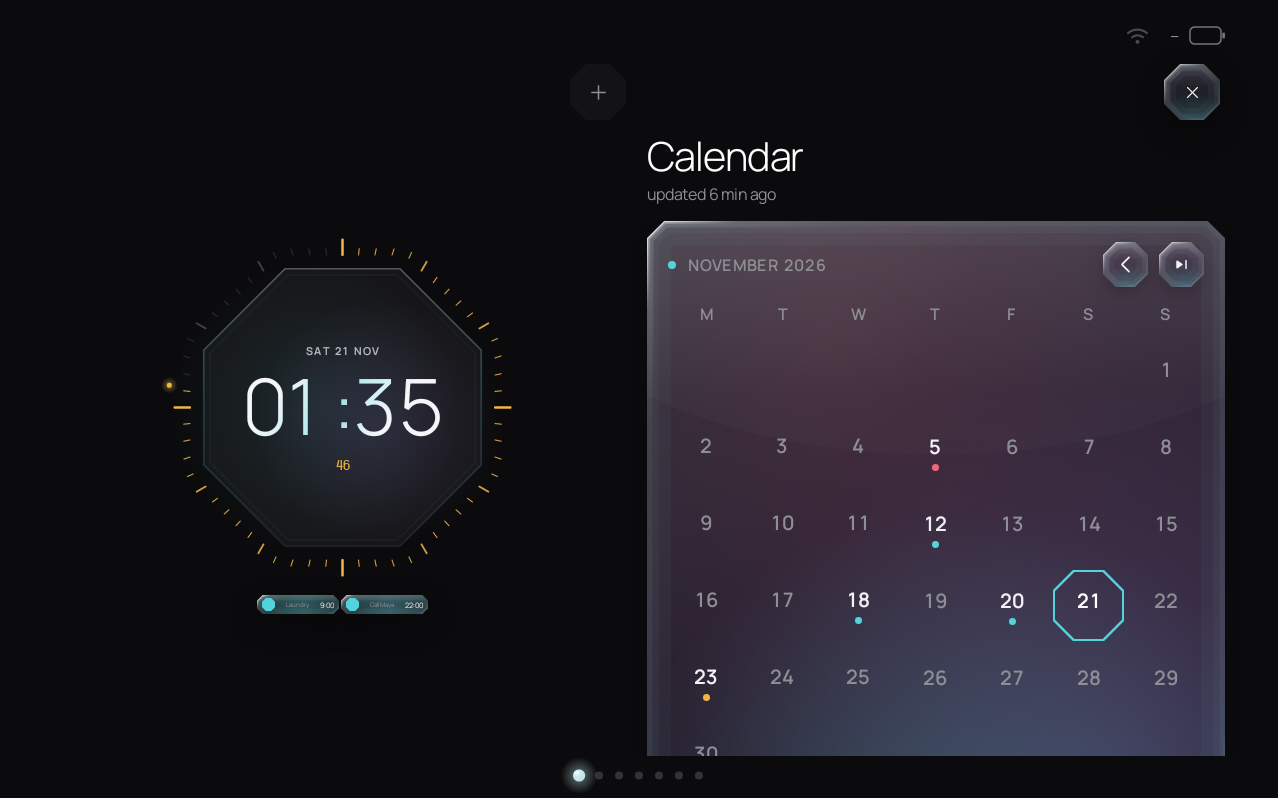 –
Calendar
updated 6 min ago
NOVEMBER 2026
M T W T F S S
1
2 3 4 5 6 7 8
9 10 11 12 13 14 15
16 17 18 19 20 21 22
23 24 25 26 27 28 29
30
SAT 21 NOV
01:35
46
Laundry 9:00
Call Maya 22:00